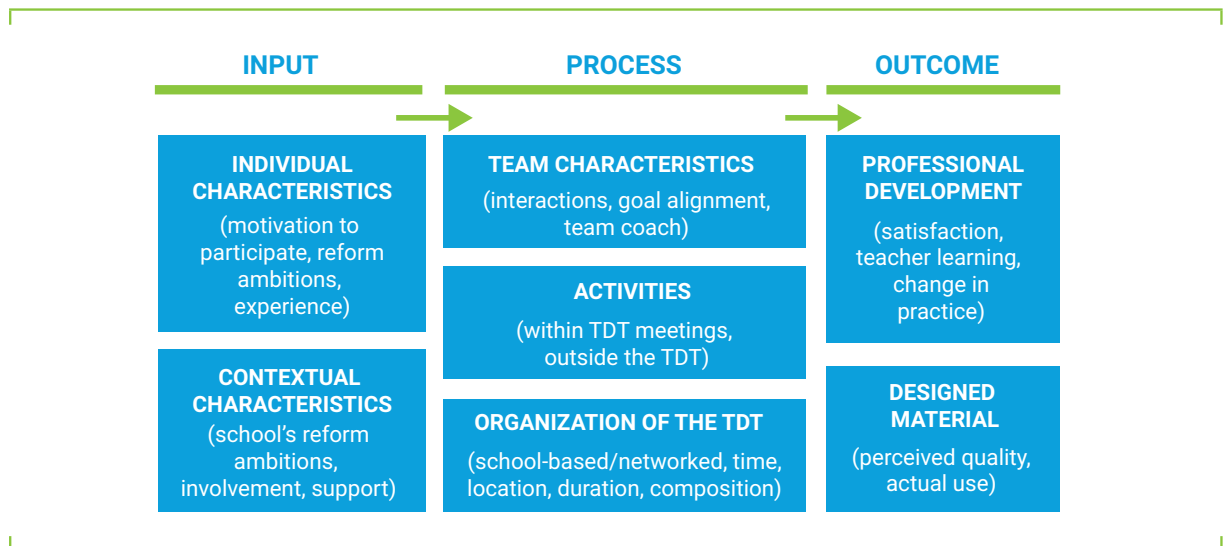 INPUT
PROCESS
OUTCOME
INDIVIDUAL
CHARACTERISTICS
(motivation to
participate, reform
ambitions,
experience)
CONTEXTUAL
CHARACTERISTICS
(school's reform
ambitions,
involvement, support)
TEAM CHARACTERISTICS
(interactions, goal alignment,
team coach)
ACTIVITIES
(within TDT meetings,
outside the TDT)
ORGANIZATION OF THE TDT
(school-based/networked, time,
location, duration, composition)
PROFESSIONAL
DEVELOPMENT
(satisfaction,
teacher learning,
change in
practice)
DESIGNED
MATERIAL
(perceived quality,
actual use)